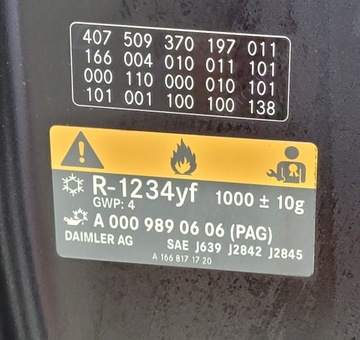 407 509 370 197 011
166 004 010 011 101
000 110 000 010 101
101 001 100 100 138
R-1234yf 1000 ± 10g
GWP: 4
A 000 989 06 06 (PAG)
DAIMLER AG SAE J639 J2842 J2845
A 166 817 17 20